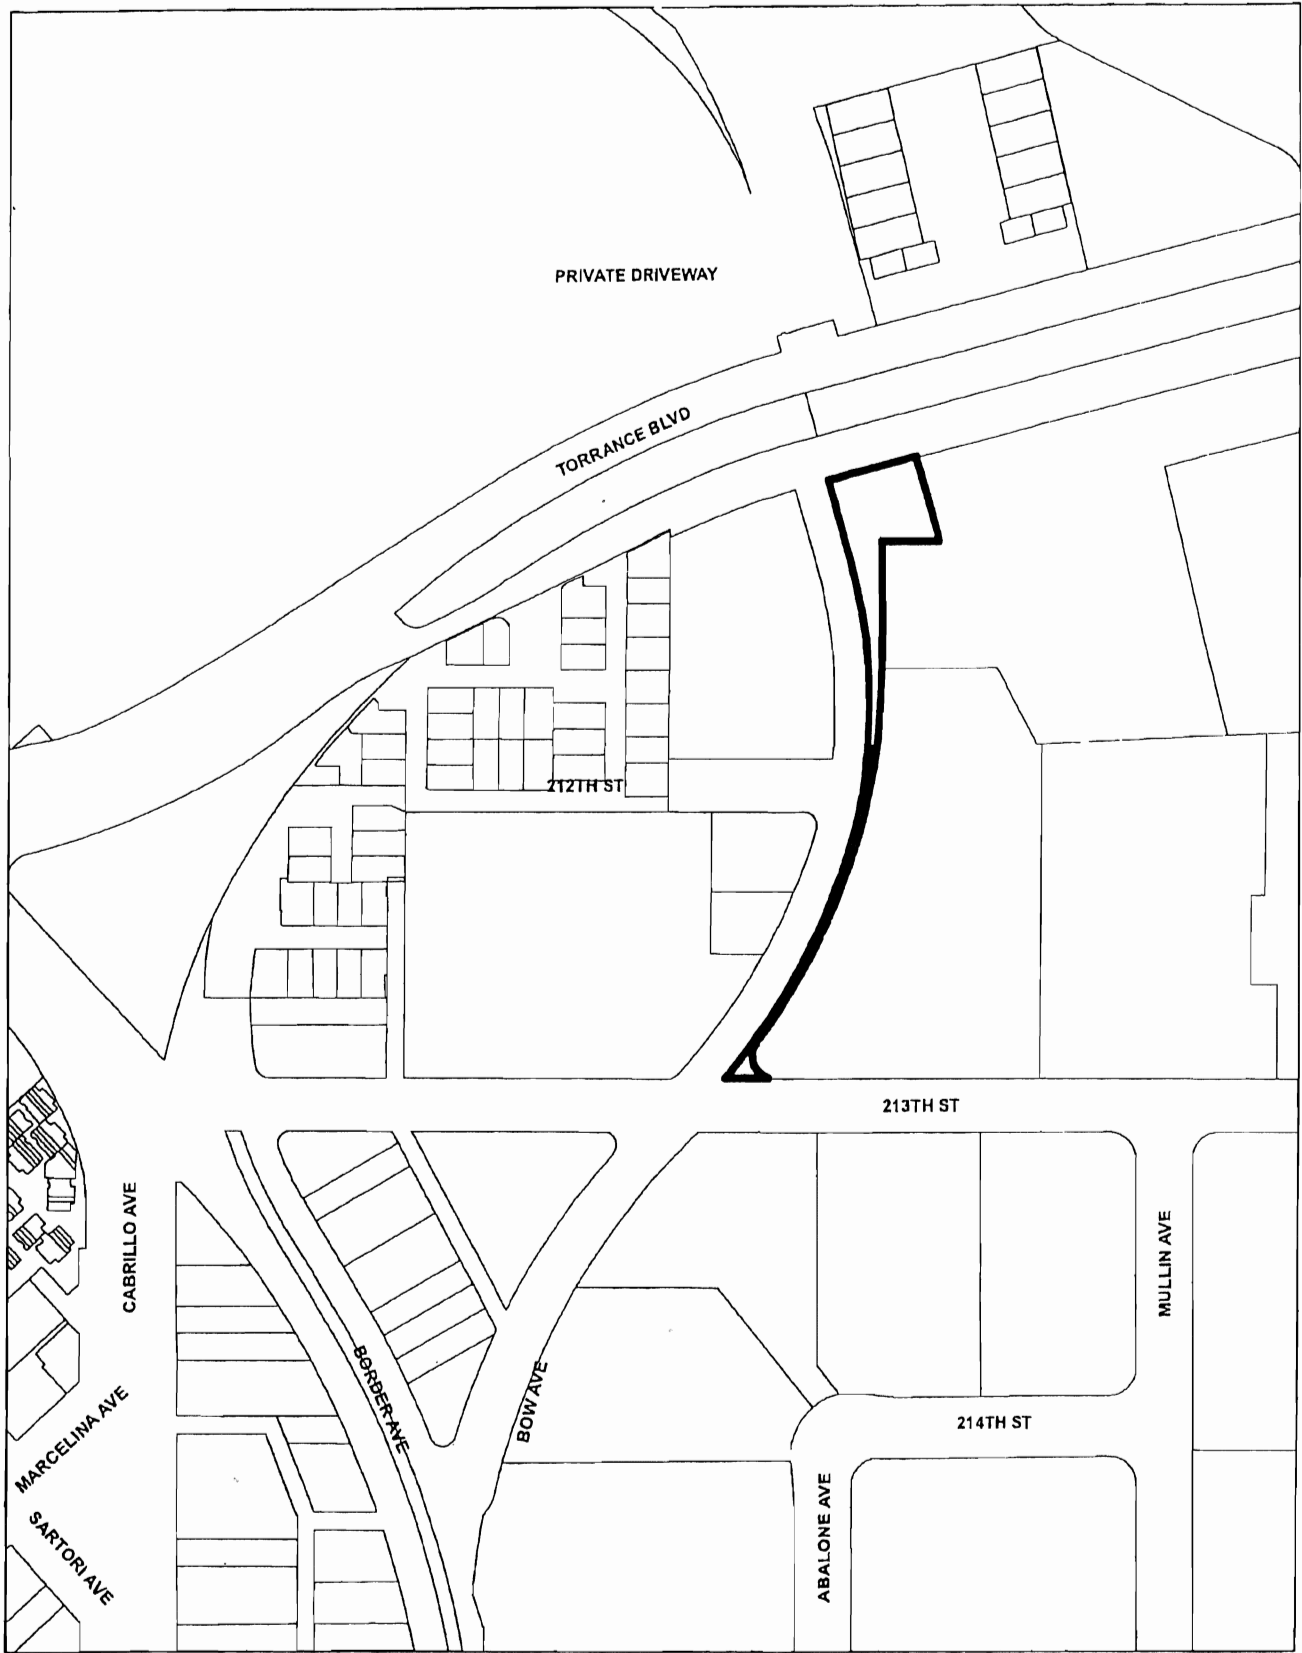 PRIVATE DRIVEWAY
TORRANCE BLVD
212TH ST
213TH ST
CABRILLO AVE
MULLIN AVE
BORDER AVE
BOW AVE
MARCELINA AVE
214TH ST
SARTORI AVE
ABALONE AVE